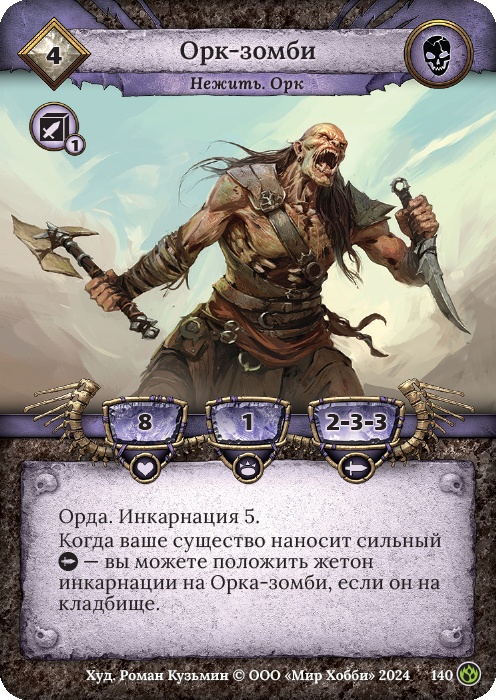 4
Орк-зомби
Нежить. Орк
1
8
1
2-3-3
Орда. Инкарнация 5.
Когда ваше существо наносит сильный
— вы можете положить жетон
инкарнации на Орка-зомби, если он на
кладбище.
Худ. Роман Кузьмин © ООО «Мир Хобби» 2024 140